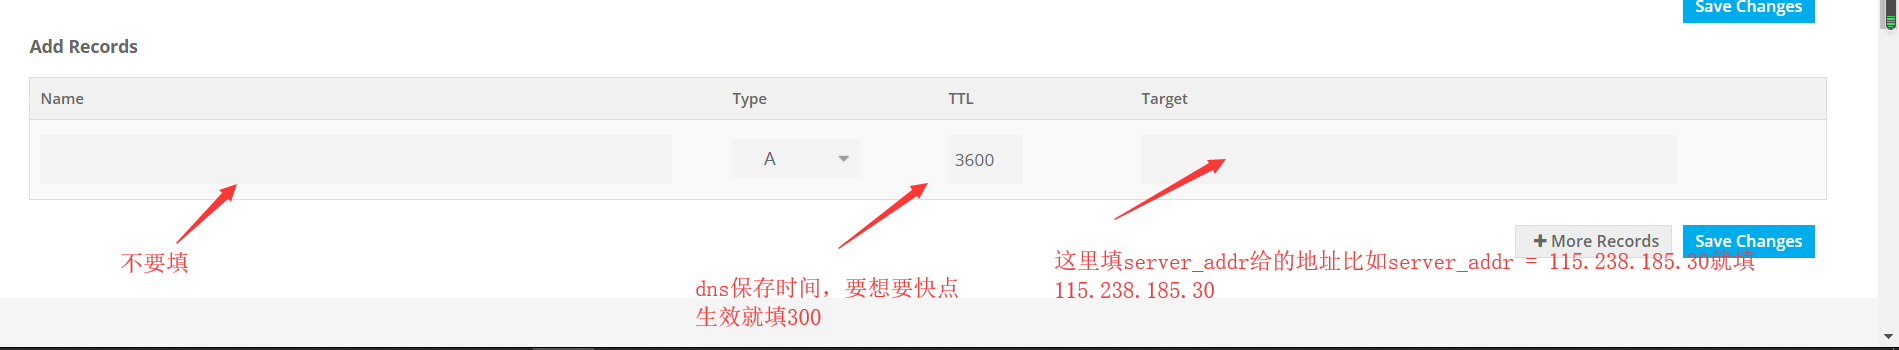 Save Changes
Add Records
Name Type TTL Target
A 3600
More Records Save Changes
不要填
dns保存时间，要想要快点
生效就填300
这里填server_addr给的地址比如server_addr = 115.238.185.30就填
115.238.185.30